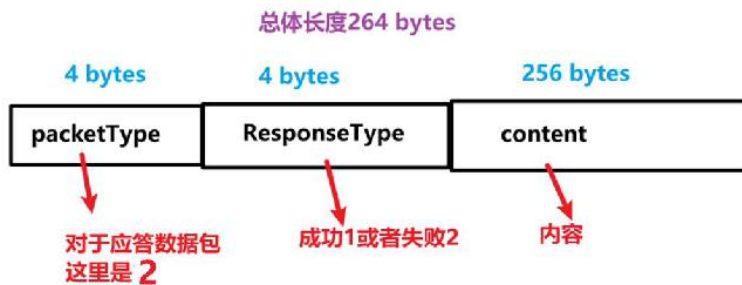 总体长度264 bytes
4 bytes
4 bytes
256 bytes
packetType
ResponseType
content
对于应答数据包
这里是 2
成功1或者失败2
内容